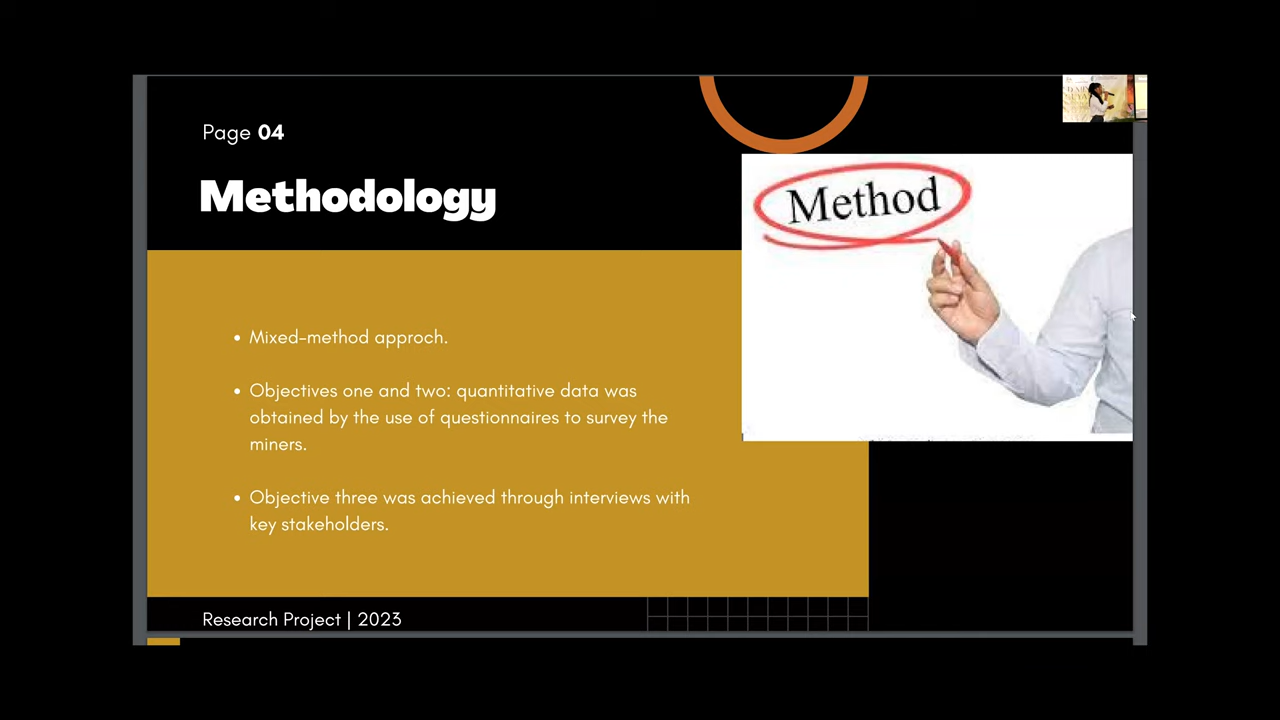 Page 04
Methodology
Method
• Mixed-method approch.
• Objectives one and two: quantitative data was
obtained by the use of questionnaires to survey the
miners.
• Objective three was achieved through interviews with
key stakeholders.
Research Project | 2023